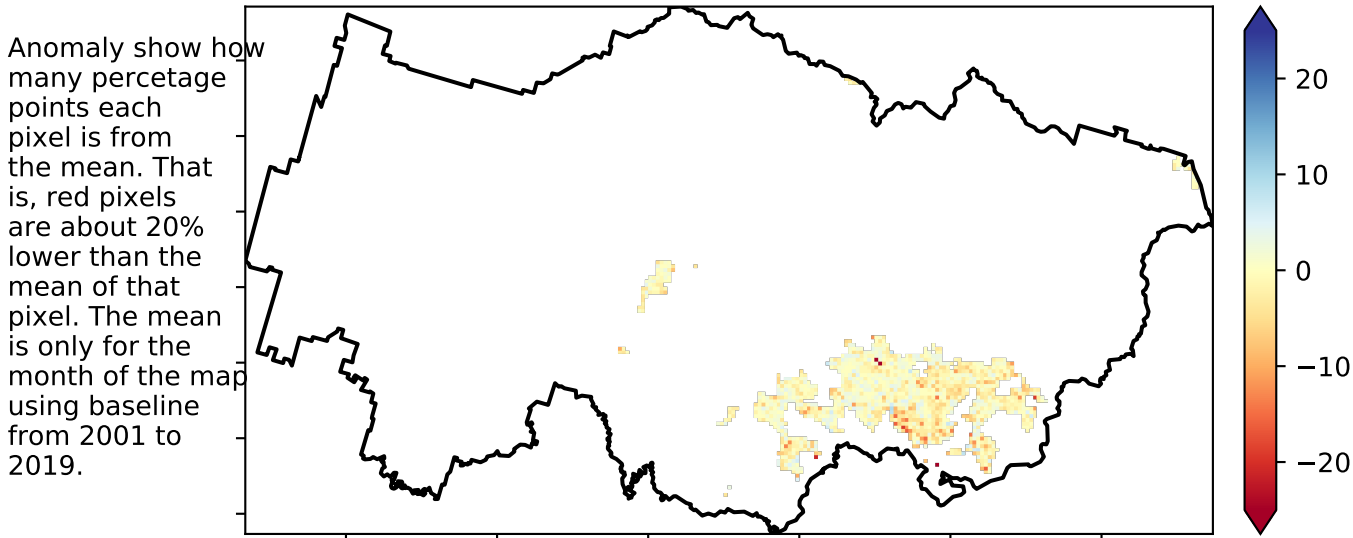 Anomaly show how
many percetage
points each
pixel is from
the mean. That
is, red pixels
are about 20%
lower than the
mean of that
pixel. The mean
is only for the
month of the map
using baseline
from 2001 to
2019.
20
10
0
−10
−20